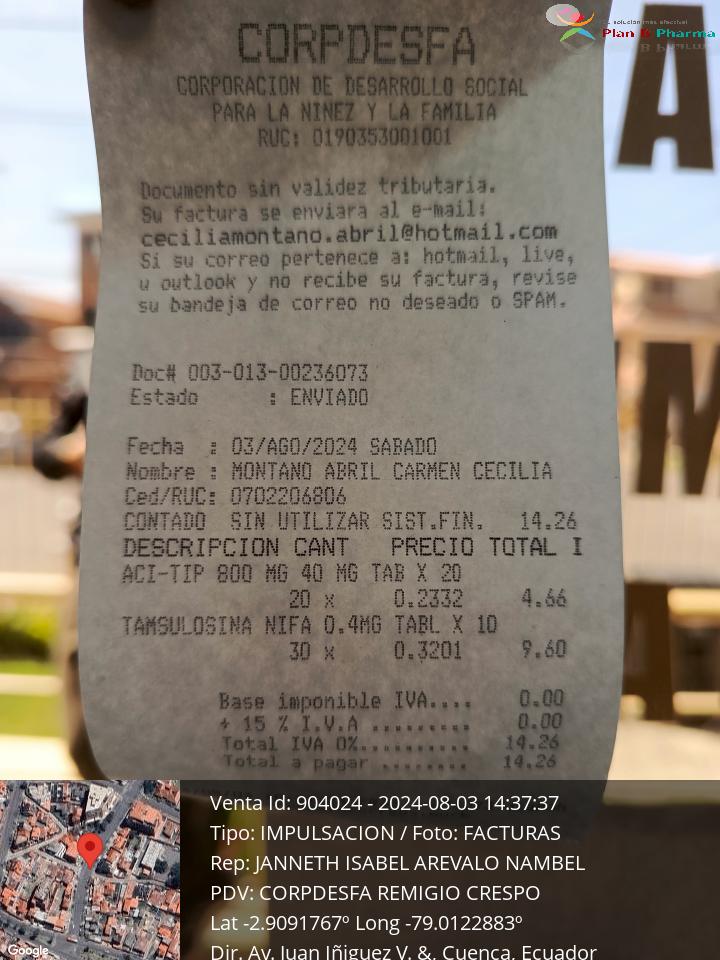 La solución más efectiva!
Plan B Pharma
CORPDESFA
CORPORACION DE DESARROLLO SOCIAL
PARA LA NINEZ Y LA FAMILIA
RUC: 0190353001001
Documento sin validez tributaria.
Su factura se enviara al e-mail:
ceciliamontano.abril@hotmail.com
Si su correo pertenece a: hotmail, live,
u outlook y no recibe su factura, revise
su bandeja de correo no deseado o SPAM.
Doc# 003-013-00236073
Estado : ENVIADO
Fecha : 03/AGO/2024 SABADO
Nombre : MONTANO ABRIL CARMEN CECILIA
Ced/RUC: 0702206806
CONTADO SIN UTILIZAR SIST.FIN. 14.26
DESCRIPCION CANT PRECIO TOTAL I
ACI-TIP 800 MG 40 MG TAB X 20
20 x 0.2332 4.66
TAMSULOSINA NIFA 0.4MG TABL X 10
30 x 0.3201 9.60
Base imponible IVA.... 0.00
+ 15 % I.V.A ......... 0.00
Total IVA 0%.......... 14.26
Total a pagar ........ 14.26
A
M
A
Venta Id: 904024 - 2024-08-03 14:37:37
Tipo: IMPULSACION / Foto: FACTURAS
Rep: JANNETH ISABEL AREVALO NAMBEL
PDV: CORPDESFA REMIGIO CRESPO
Lat -2.9091767º Long -79.0122883º
Dir. Av. Juan Iñiguez V. &, Cuenca, Ecuador
Google